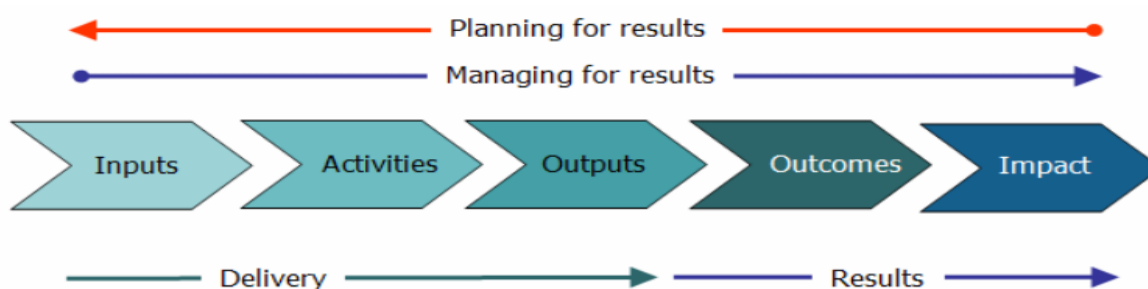 Planning for results
Managing for results
Inputs Activities Outputs Outcomes Impact
Delivery Results